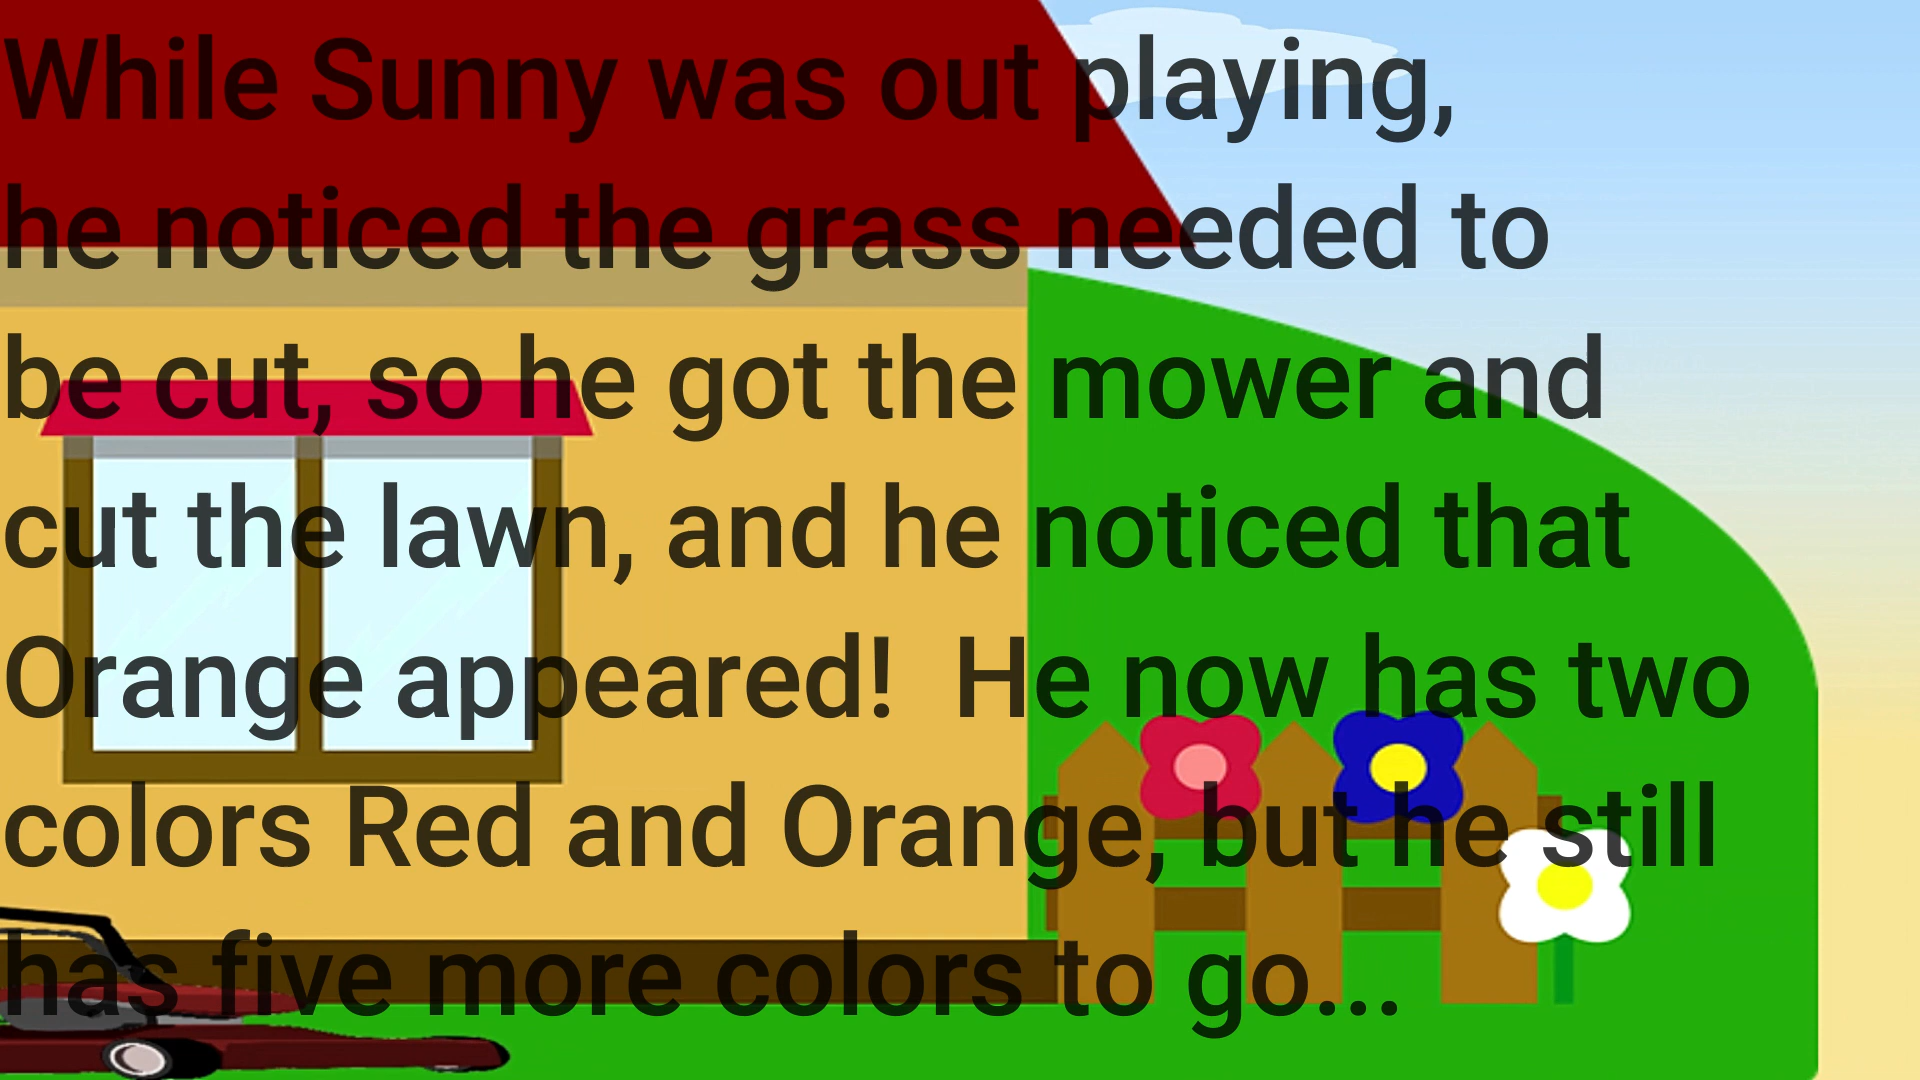 While Sunny was out playing,
he noticed the grass needed to
be cut, so he got the mower and
cut the lawn, and he noticed that
Orange appeared!  He now has two
colors Red and Orange, but he still
has five more colors to go...